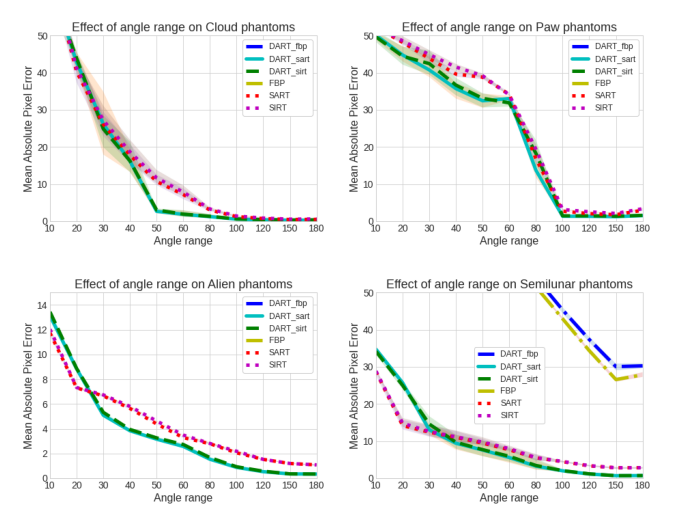 Effect of angle range on Cloud phantoms
Mean Absolute Pixel Error
50
40
30
20
10
0
DART_fbp
DART_sart
DART_sirt
FBP
SART
SIRT
10 20 30 40 50 60 80 100 120 150 180
Angle range
Effect of angle range on Paw phantoms
Mean Absolute Pixel Error
50
40
30
20
10
0
DART_fbp
DART_sart
DART_sirt
FBP
SART
SIRT
10 20 30 40 50 60 80 100 120 150 180
Angle range
Effect of angle range on Alien phantoms
Mean Absolute Pixel Error
14
12
10
8
6
4
2
0
DART_fbp
DART_sart
DART_sirt
FBP
SART
SIRT
10 20 30 40 50 60 80 100 120 150 180
Angle range
Effect of angle range on Semilunar phantoms
Mean Absolute Pixel Error
50
40
30
20
10
0
DART_fbp
DART_sart
DART_sirt
FBP
SART
SIRT
10 20 30 40 50 60 80 100 120 150 180
Angle range